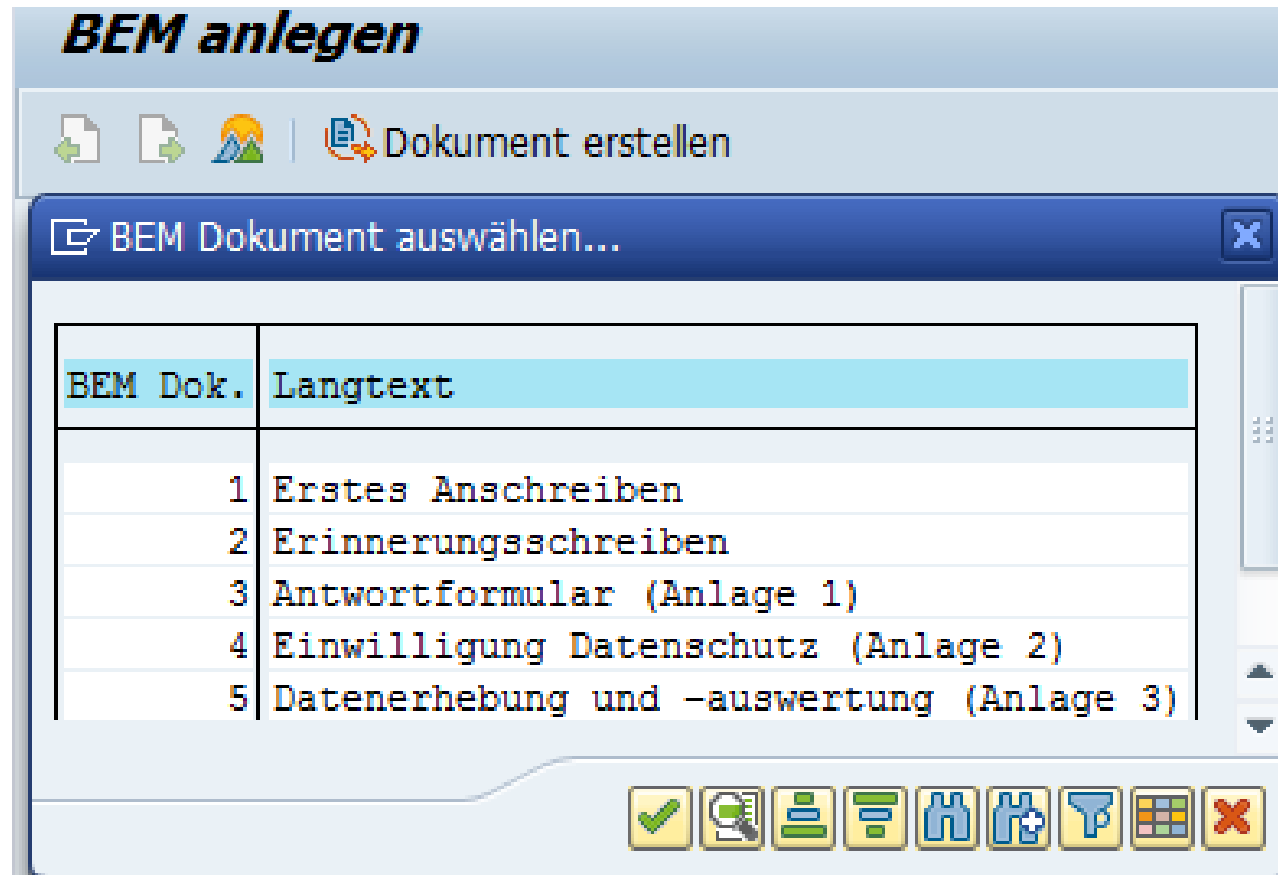 BEM anlegen
Dokument erstellen
BEM Dokument auswählen...
BEM Dok. Langtext
1 Erstes Anschreiben
2 Erinnerungsschreiben
3 Antwortformular (Anlage 1)
4 Einwilligung Datenschutz (Anlage 2)
5 Datenerhebung und -auswertung (Anlage 3)